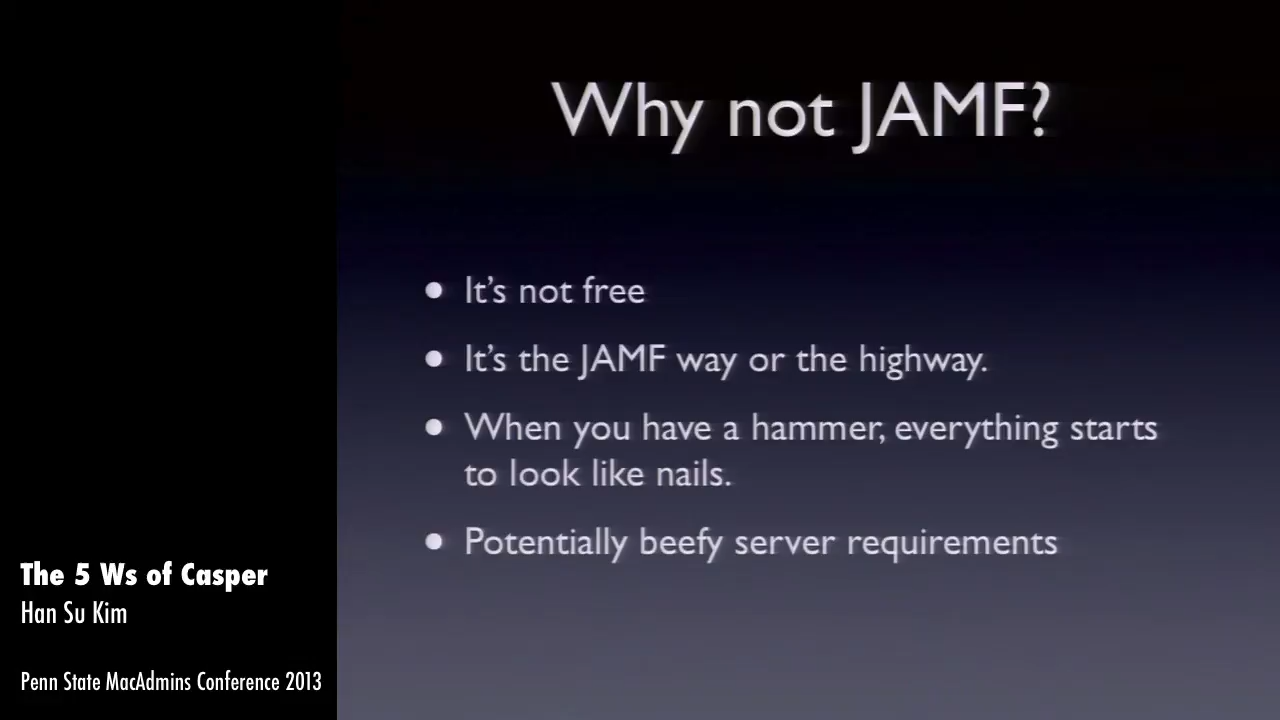 Why not JAMF?
• It's not free
• It's the JAMF way or the highway.
• When you have a hammer, everything starts
to look like nails.
• Potentially beefy server requirements
The 5 Ws of Casper
Han Su Kim
Penn State MacAdmins Conference 2013